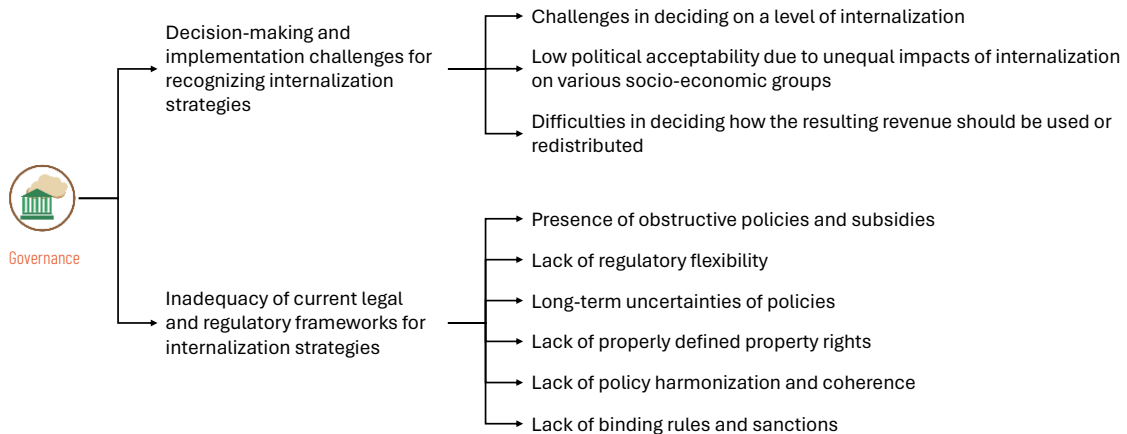 Governance
Decision-making and
implementation challenges for
recognizing internalization
strategies
Challenges in deciding on a level of internalization
Low political acceptability due to unequal impacts of internalization
on various socio-economic groups
Difficulties in deciding how the resulting revenue should be used or
redistributed
Inadequacy of current legal
and regulatory frameworks for
internalization strategies
Presence of obstructive policies and subsidies
Lack of regulatory flexibility
Long-term uncertainties of policies
Lack of properly defined property rights
Lack of policy harmonization and coherence
Lack of binding rules and sanctions